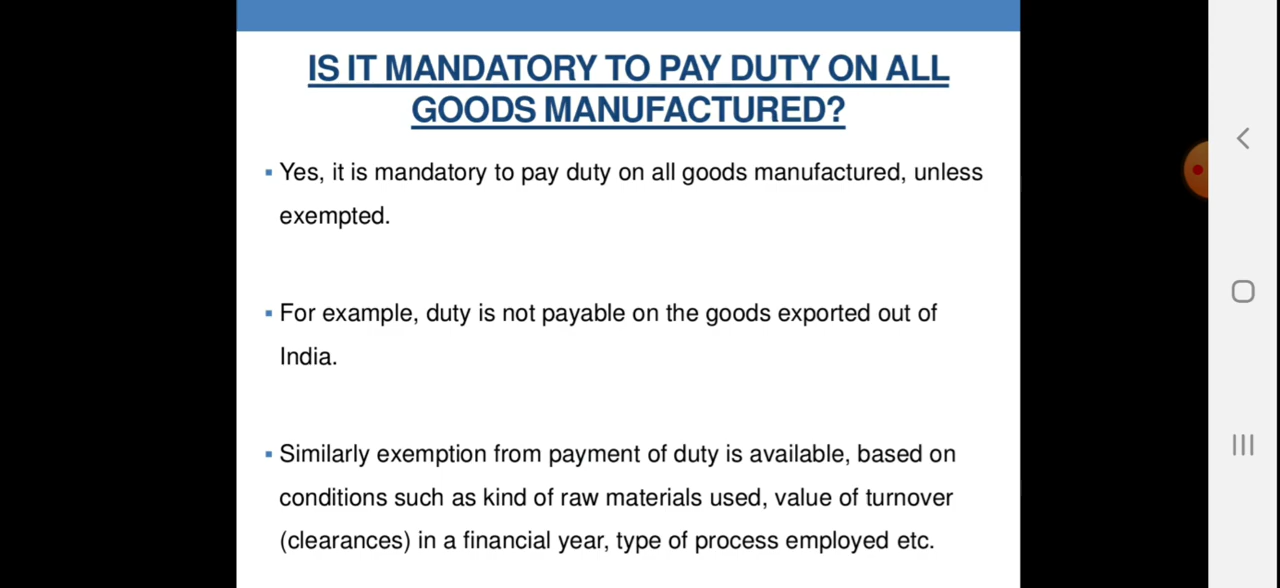 IS IT MANDATORY TO PAY DUTY ON ALL
GOODS MANUFACTURED?
▪ Yes, it is mandatory to pay duty on all goods manufactured, unless
exempted.
▪ For example, duty is not payable on the goods exported out of
India.
▪ Similarly exemption from payment of duty is available, based on
conditions such as kind of raw materials used, value of turnover
(clearances) in a financial year, type of process employed etc.